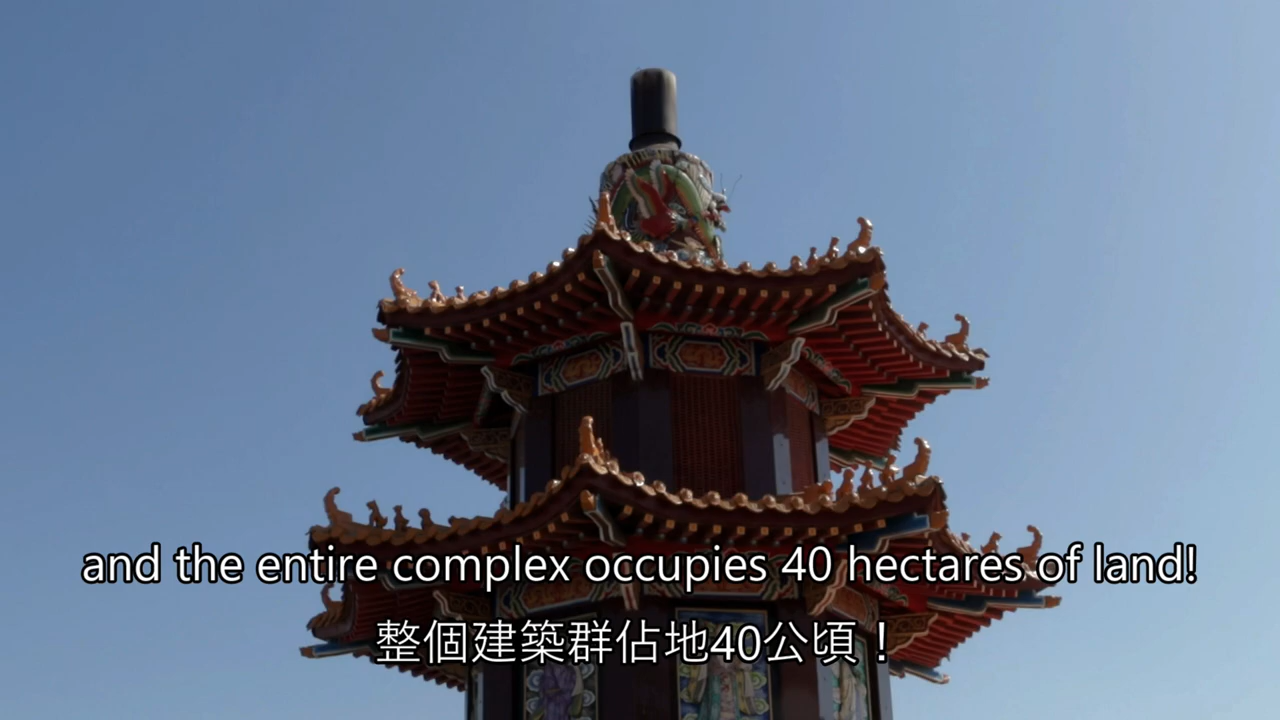 and the entire complex occupies 40 hectares of land!
整個建築群佔地40公頃！